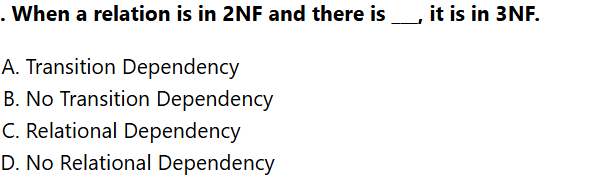 . When a relation is in 2NF and there is ___, it is in 3NF.
A. Transition Dependency
B. No Transition Dependency
C. Relational Dependency
D. No Relational Dependency